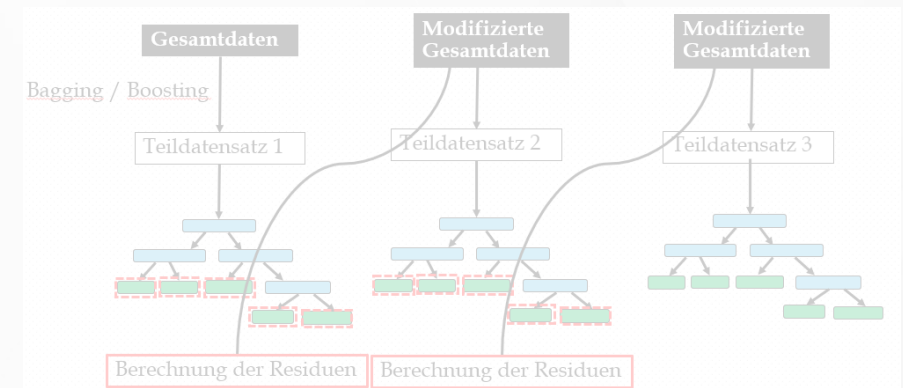 Gesamtdaten
Modifizierte
Gesamtdaten
Modifizierte
Gesamtdaten
Bagging / Boosting
Teildatensatz 1
Teildatensatz 2
Teildatensatz 3
Berechnung der Residuen
Berechnung der Residuen